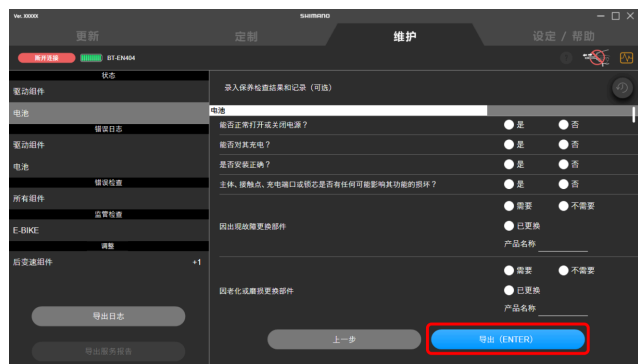 Ver. XXXXX
SHIMANO
更新
定制
维护
设定 / 帮助
断开连接
BT-EN404
状态
驱动组件
电池
错误日志
驱动组件
电池
错误检查
所有组件
监管检查
E-BIKE
调整
后变速组件 +1
导出日志
导出服务报告
录入保养检查结果和记录（可选）
电池
能否正常打开或关闭电源？ 是 否
能否对其充电？ 是 否
是否安装正确？ 是 否
主体、接触点、充电端口或锁芯是否有任何可能影响其功能的损坏？ 是 否
因出现故障更换部件 需要 不需要
已更换
产品名称
因老化或磨损更换部件 需要 不需要
已更换
产品名称
上一步
导出（ENTER）